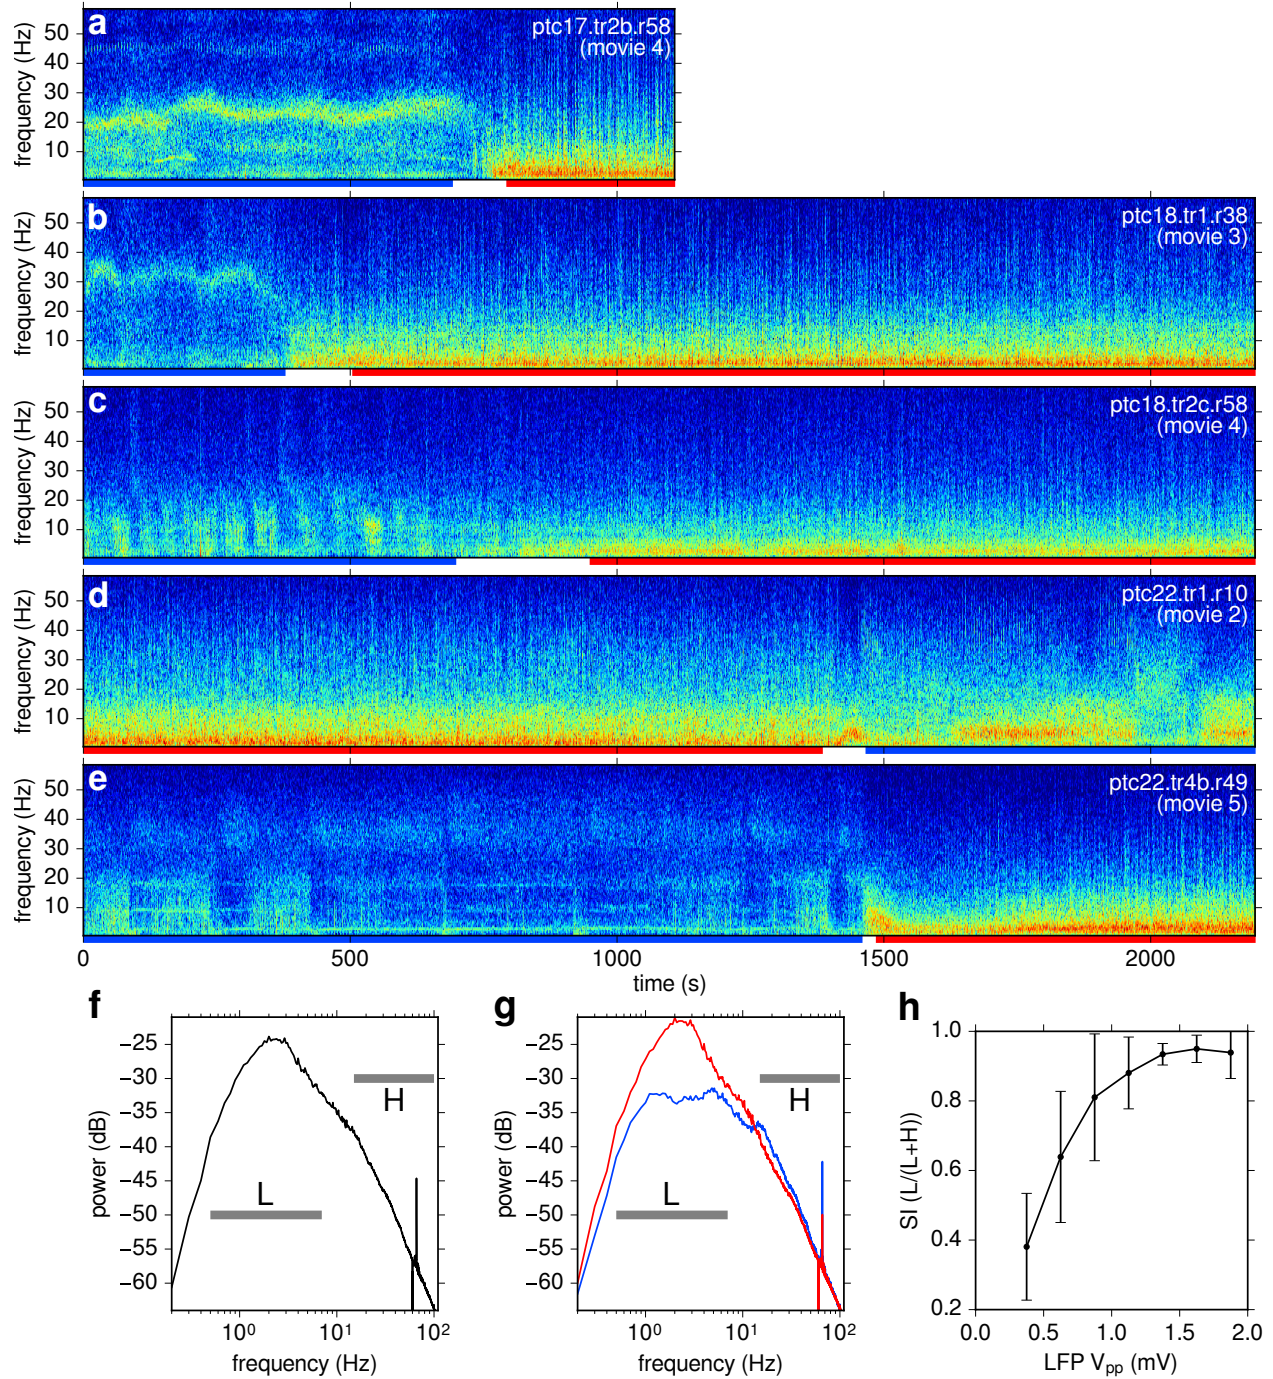 a
ptc17.tr2b.r58
(movie 4)
frequency (Hz)
50
40
30
20
10
b
ptc18.tr1.r38
(movie 3)
frequency (Hz)
50
40
30
20
10
c
ptc18.tr2c.r58
(movie 4)
frequency (Hz)
50
40
30
20
10
d
ptc22.tr1.r10
(movie 2)
frequency (Hz)
50
40
30
20
10
e
ptc22.tr4b.r49
(movie 5)
frequency (Hz)
50
40
30
20
10
0 500 1000 1500 2000
time (s)
f
power (dB)
−25
−30
−35
−40
−45
−50
−55
−60
H
L
10⁰ 10¹ 10²
frequency (Hz)
g
power (dB)
−25
−30
−35
−40
−45
−50
−55
−60
H
L
10⁰ 10¹ 10²
frequency (Hz)
h
SI (L/(L+H))
1.0
0.8
0.6
0.4
0.2
0.0 0.5 1.0 1.5 2.0
LFP Vpp (mV)